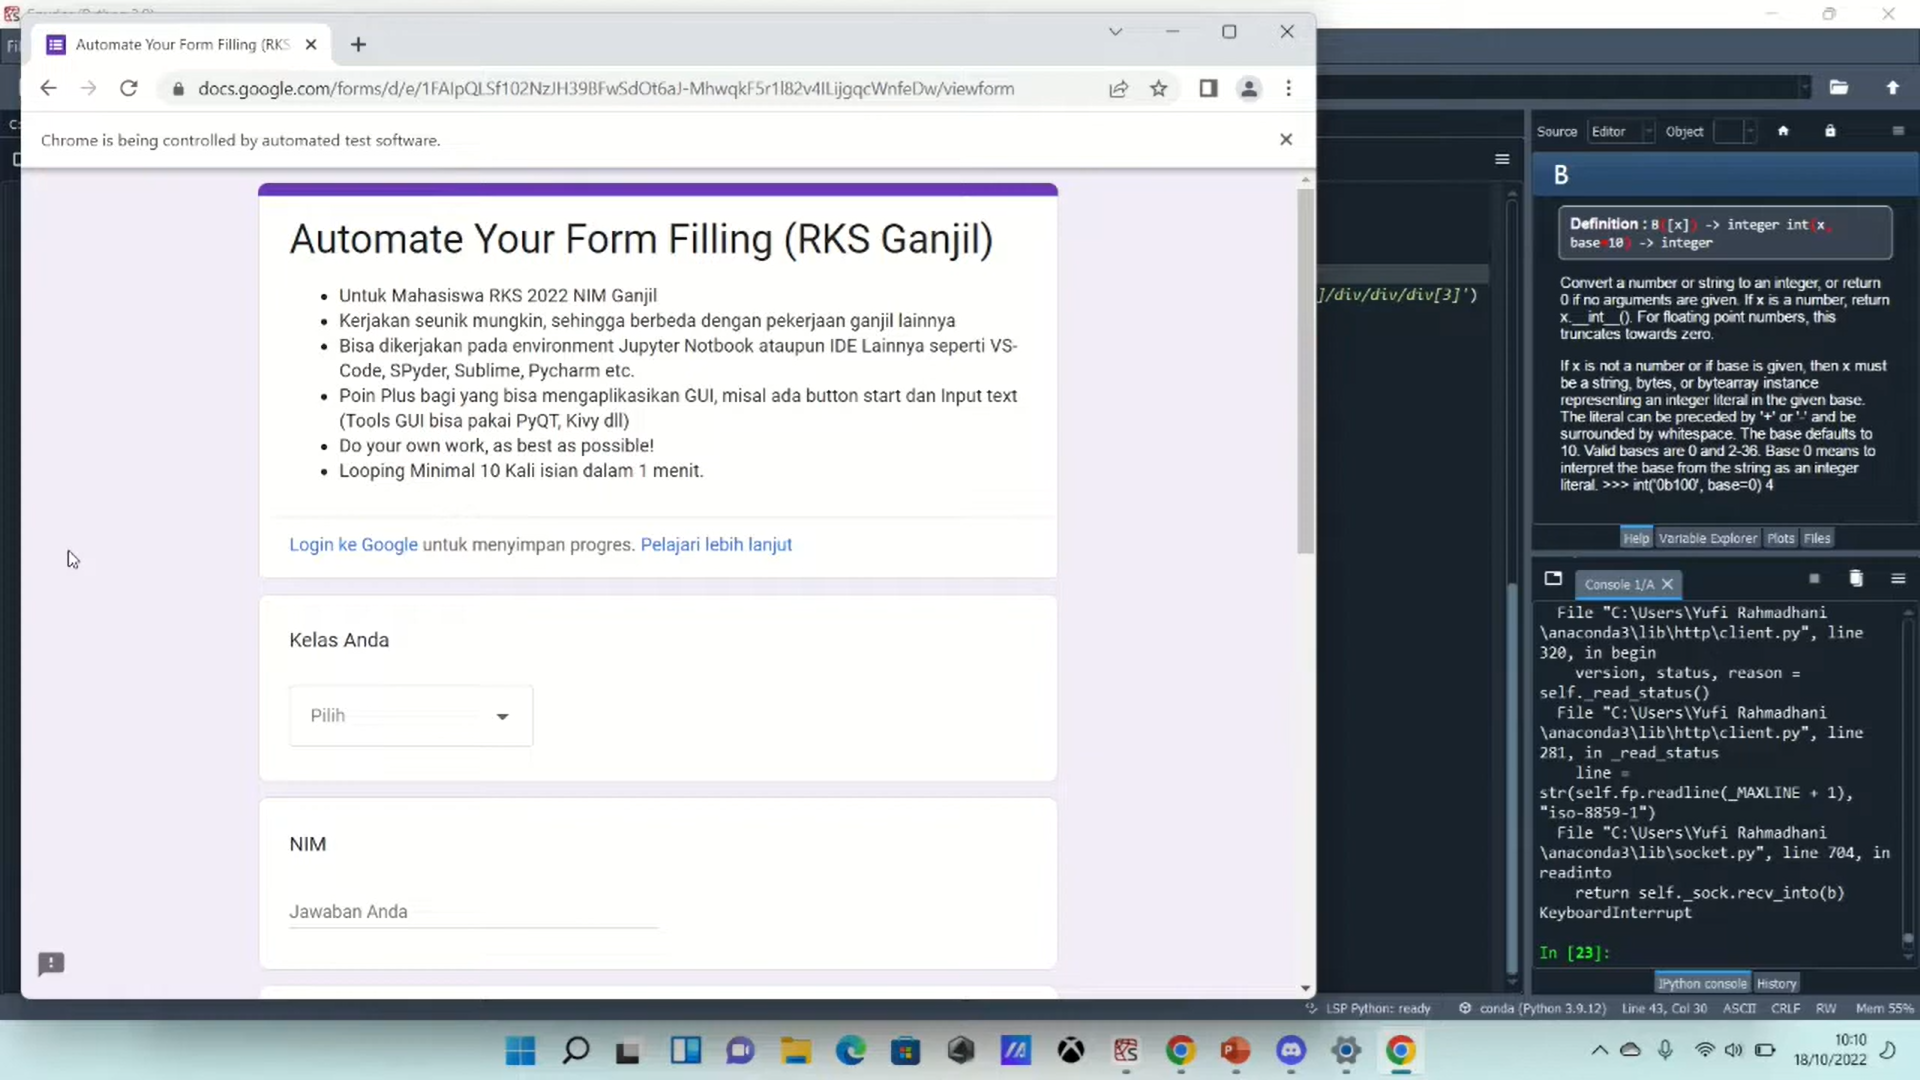 Automate Your Form Filling (RKS
docs.google.com/forms/d/e/1FAIpQLSf102NzJH39BFwSdOt6aJ-MhwqkF5r1l82v4ILijgqcWnfeDw/viewform
Chrome is being controlled by automated test software.
Automate Your Form Filling (RKS Ganjil)
Untuk Mahasiswa RKS 2022 NIM Ganjil
Kerjakan seunik mungkin, sehingga berbeda dengan pekerjaan ganjil lainnya
Bisa dikerjakan pada environment Jupyter Notbook ataupun IDE Lainnya seperti VS-
Code, SPyder, Sublime, Pycharm etc.
Poin Plus bagi yang bisa mengaplikasikan GUI, misal ada button start dan Input text
(Tools GUI bisa pakai PyQT, Kivy dll)
Do your own work, as best as possible!
Looping Minimal 10 Kali isian dalam 1 menit.
Login ke Google untuk menyimpan progres. Pelajari lebih lanjut
Kelas Anda
Pilih
NIM
Jawaban Anda
]/div/div/div[3]')
Source Editor Object
B
Definition : B([x]) -> integer int(x,
base=10) -> integer
Convert a number or string to an integer, or return
0 if no arguments are given. If x is a number, return
x.__int__(). For floating point numbers, this
truncates towards zero.
If x is not a number or if base is given, then x must
be a string, bytes, or bytearray instance
representing an integer literal in the given base.
The literal can be preceded by '+' or '-' and be
surrounded by whitespace. The base defaults to
10. Valid bases are 0 and 2-36. Base 0 means to
interpret the base from the string as an integer
literal. >>> int('0b100', base=0) 4
Help Variable Explorer Plots Files
Console 1/A
File "C:\Users\Yufi Rahmadhani
\anaconda3\lib\http\client.py", line
320, in begin
version, status, reason =
self._read_status()
File "C:\Users\Yufi Rahmadhani
\anaconda3\lib\http\client.py", line
281, in _read_status
line =
str(self.fp.readline(_MAXLINE + 1),
"iso-8859-1")
File "C:\Users\Yufi Rahmadhani
\anaconda3\lib\socket.py", line 704, in
readinto
return self._sock.recv_into(b)
KeyboardInterrupt
In [23]:
IPython console History
LSP Python: ready conda (Python 3.9.12) Line 43, Col 30 ASCII CRLF RW Mem 55%
10:10
18/10/2022